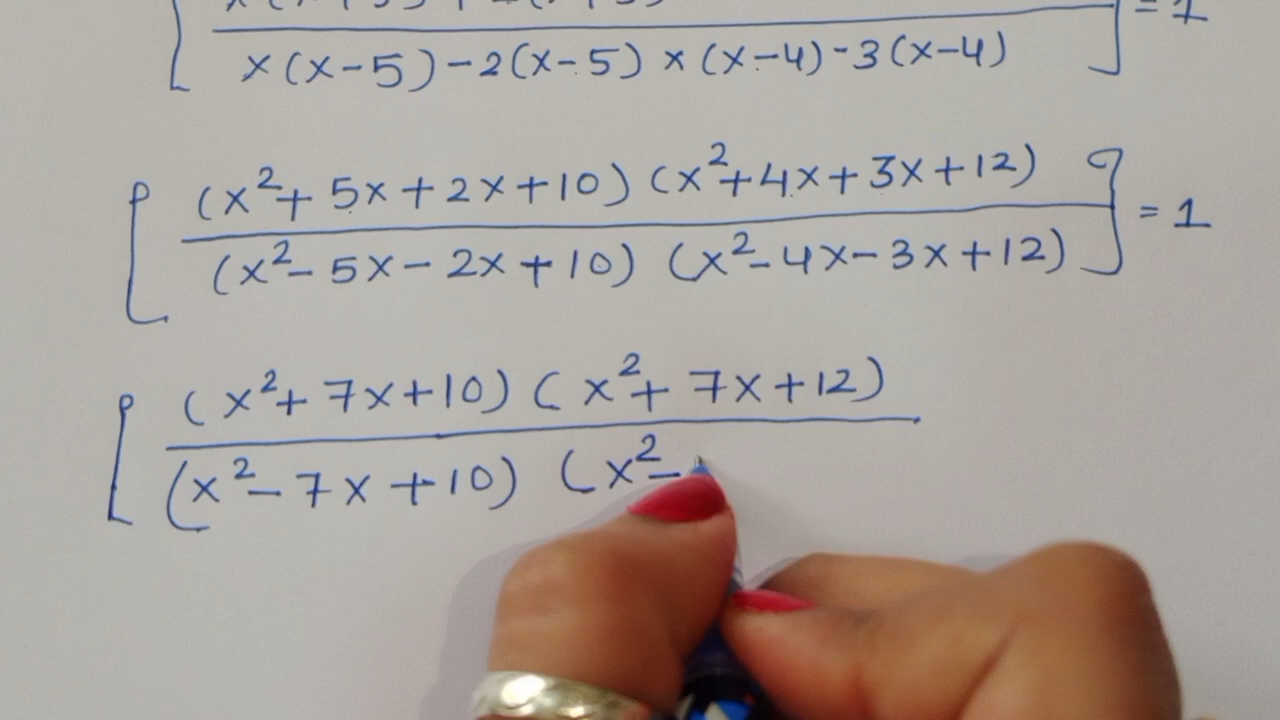 = 1
x(x-5)-2(x-5) x(x-4)-3(x-4)
(x²+5x+2x+10)(x²+4x+3x+12)
= 1
(x²-5x-2x+10) (x²-4x-3x+12)
(x²+7x+10)(x²+7x+12)
(x²-7x+10) (x²-